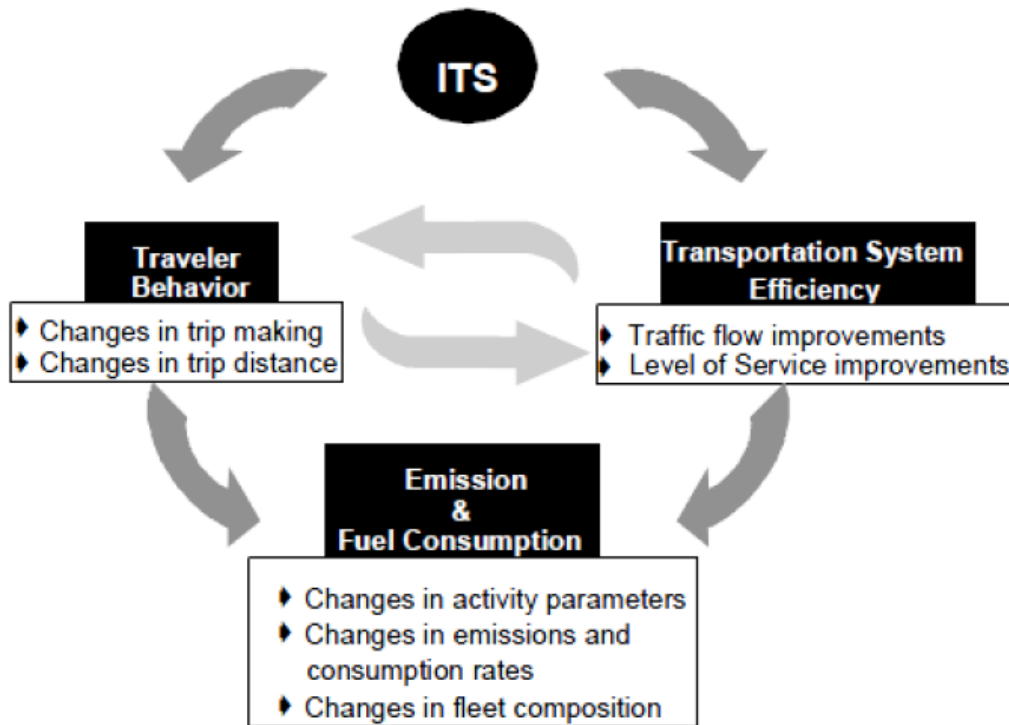 ITS
Traveler
Behavior
Changes in trip making
Changes in trip distance
Transportation System
Efficiency
Traffic flow improvements
Level of Service improvements
Emission
&
Fuel Consumption
Changes in activity parameters
Changes in emissions and
consumption rates
Changes in fleet composition